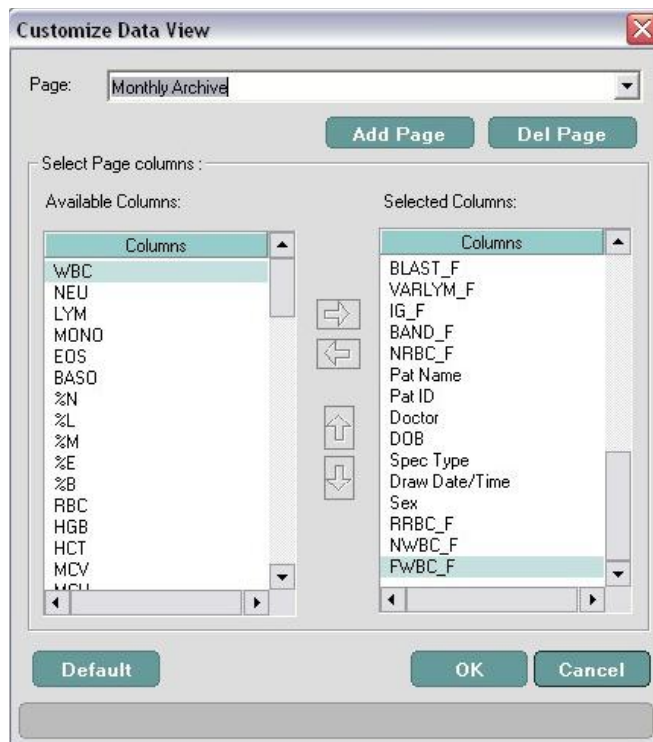 Customize Data View
Page: Monthly Archive
Add Page Del Page
Select Page columns :
Available Columns: Selected Columns:
Columns
WBC
NEU
LYM
MONO
EOS
BASO
%N
%L
%M
%E
%B
RBC
HGB
HCT
MCV
MCH
Columns
BLAST_F
VARLYM_F
IG_F
BAND_F
NRBC_F
Pat Name
Pat ID
Doctor
DOB
Spec Type
Draw Date/Time
Sex
RRBC_F
NWBC_F
FWBC_F
Default OK Cancel